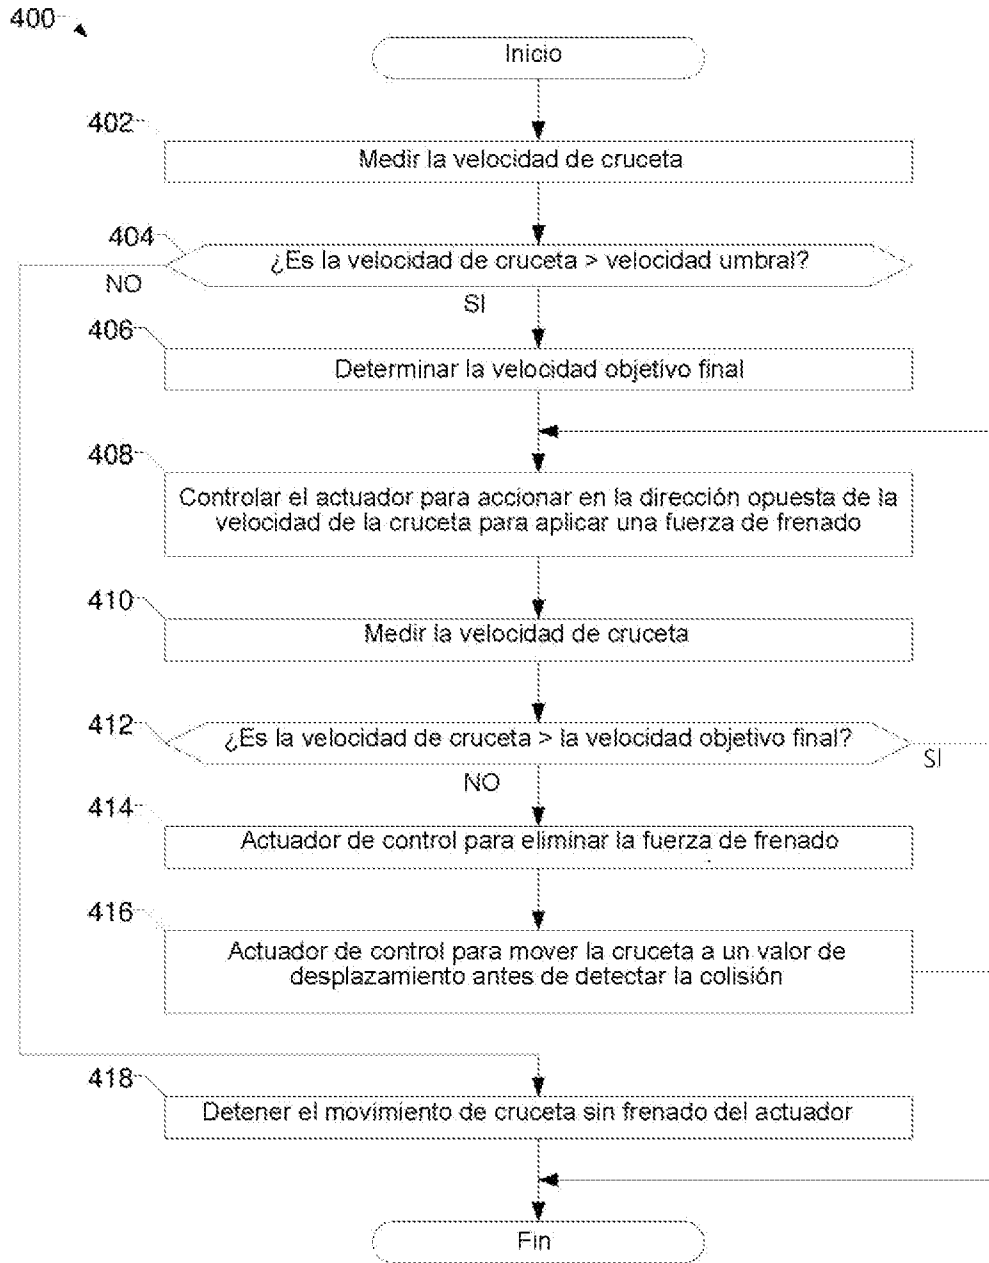 400
Inicio
402
Medir la velocidad de cruceta
404
¿Es la velocidad de cruceta > velocidad umbral?
NO
SI
406
Determinar la velocidad objetivo final
408
Controlar el actuador para accionar en la dirección opuesta de la
velocidad de la cruceta para aplicar una fuerza de frenado
410
Medir la velocidad de cruceta
412
¿Es la velocidad de cruceta > la velocidad objetivo final?
SI
NO
414
Actuador de control para eliminar la fuerza de frenado
416
Actuador de control para mover la cruceta a un valor de
desplazamiento antes de detectar la colisión
418
Detener el movimiento de cruceta sin frenado del actuador
Fin